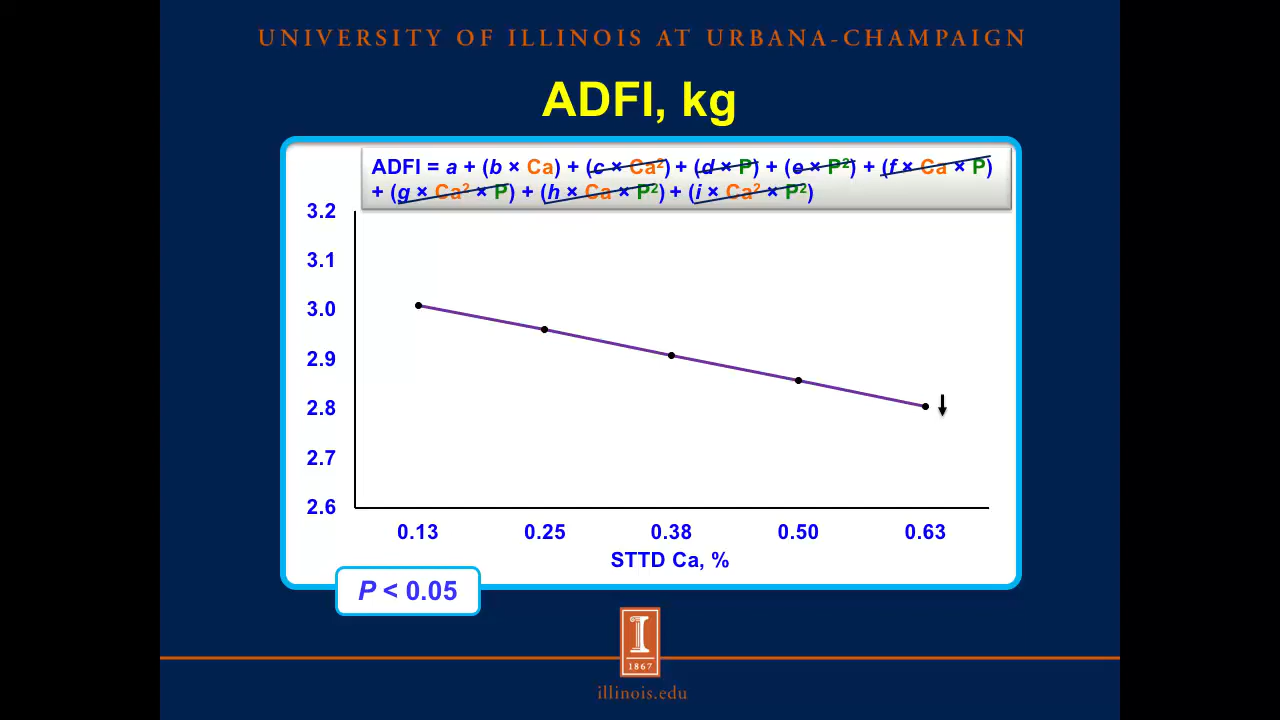 UNIVERSITY OF ILLINOIS AT URBANA-CHAMPAIGN
ADFI, kg
ADFI = a + (b × Ca) + (c × Ca²) + (d × P) + (e × P²) + (f × Ca × P)
+ (g × Ca² × P) + (h × Ca × P²) + (i × Ca² × P²)
3.2
3.1
3.0
2.9
2.8
2.7
2.6
0.13 0.25 0.38 0.50 0.63
STTD Ca, %
P < 0.05
I
1867
illinois.edu